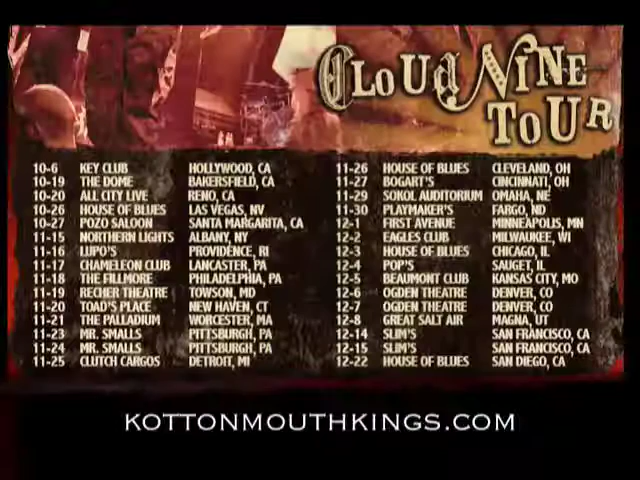 CLOUD NINE
TOUR
10-6 KEY CLUB HOLLYWOOD, CA
10-19 THE DOME BAKERSFIELD, CA
10-20 ALL CITY LIVE RENO, CA
10-26 HOUSE OF BLUES LAS VEGAS, NV
10-27 POZO SALOON SANTA MARGARITA, CA
11-15 NORTHERN LIGHTS ALBANY, NY
11-16 LUPO'S PROVIDENCE, RI
11-17 CHAMELEON CLUB LANCASTER, PA
11-18 THE FILLMORE PHILADELPHIA, PA
11-19 RECHER THEATRE TOWSON, MD
11-20 TOAD'S PLACE NEW HAVEN, CT
11-21 THE PALLADIUM WORCESTER, MA
11-23 MR. SMALLS PITTSBURGH, PA
11-24 MR. SMALLS PITTSBURGH, PA
11-25 CLUTCH CARGOS DETROIT, MI
11-26 HOUSE OF BLUES CLEVELAND, OH
11-27 BOGART'S CINCINNATI, OH
11-29 SOKOL AUDITORIUM OMAHA, NE
11-30 PLAYMAKER'S FARGO, ND
12-1 FIRST AVENUE MINNEAPOLIS, MN
12-2 EAGLES CLUB MILWAUKEE, WI
12-3 HOUSE OF BLUES CHICAGO, IL
12-4 POP'S SAUGET, IL
12-5 BEAUMONT CLUB KANSAS CITY, MO
12-6 OGDEN THEATRE DENVER, CO
12-7 OGDEN THEATRE DENVER, CO
12-8 GREAT SALT AIR MAGNA, UT
12-14 SLIM'S SAN FRANCISCO, CA
12-15 SLIM'S SAN FRANCISCO, CA
12-22 HOUSE OF BLUES SAN DIEGO, CA
KOTTONMOUTHKINGS.COM